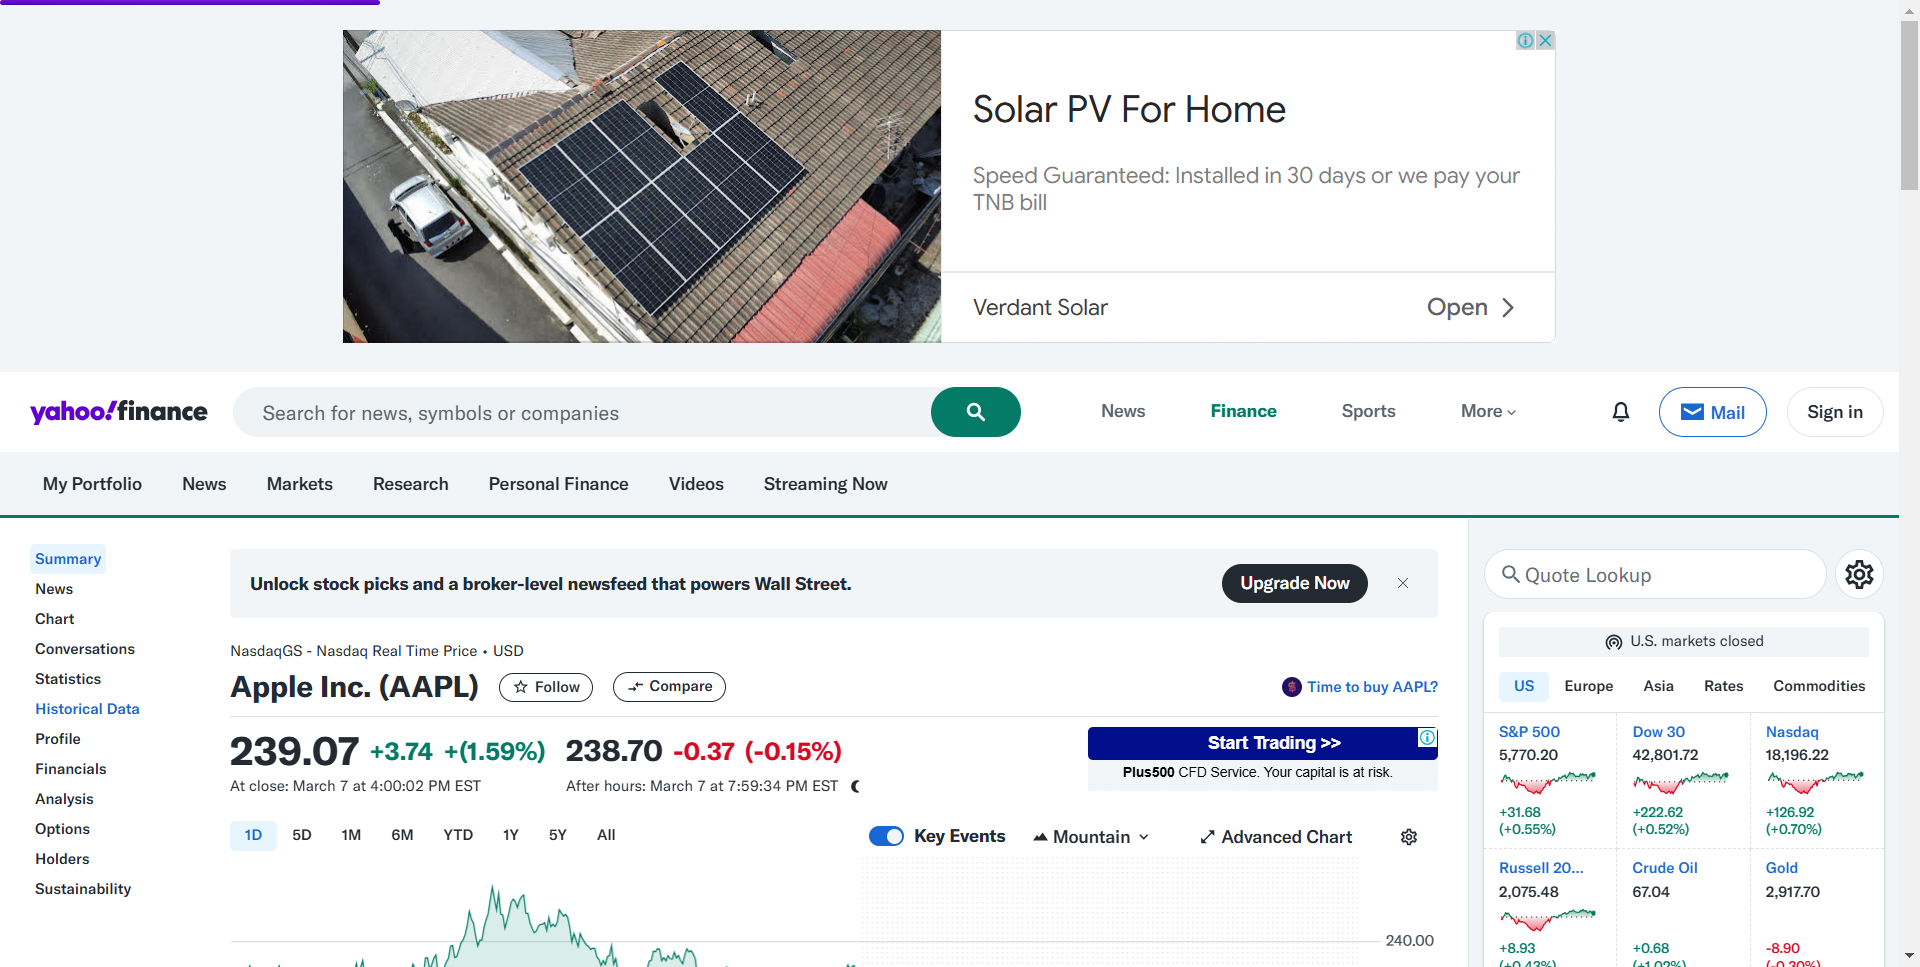 Solar PV For Home
Speed Guaranteed: Installed in 30 days or we pay your
TNB bill
Verdant Solar
Open
yahoo!finance
Search for news, symbols or companies
News
Finance
Sports
More
Mail
Sign in
My Portfolio
News
Markets
Research
Personal Finance
Videos
Streaming Now
Summary
News
Chart
Conversations
Statistics
Historical Data
Profile
Financials
Analysis
Options
Holders
Sustainability
Unlock stock picks and a broker-level newsfeed that powers Wall Street.
Upgrade Now
NasdaqGS - Nasdaq Real Time Price • USD
Apple Inc. (AAPL)
Follow
Compare
Time to buy AAPL?
239.07 +3.74 +(1.59%)
At close: March 7 at 4:00:02 PM EST
238.70 -0.37 (-0.15%)
After hours: March 7 at 7:59:34 PM EST
Start Trading >>
Plus500 CFD Service. Your capital is at risk.
1D 5D 1M 6M YTD 1Y 5Y All
Key Events
Mountain
Advanced Chart
240.00
Quote Lookup
U.S. markets closed
US Europe Asia Rates Commodities
S&P 500
5,770.20
+31.68
(+0.55%)
Dow 30
42,801.72
+222.62
(+0.52%)
Nasdaq
18,196.22
+126.92
(+0.70%)
Russell 20...
2,075.48
+8.93
(+0.43%)
Crude Oil
67.04
+0.68
(+1.02%)
Gold
2,917.70
-8.90
(-0.30%)